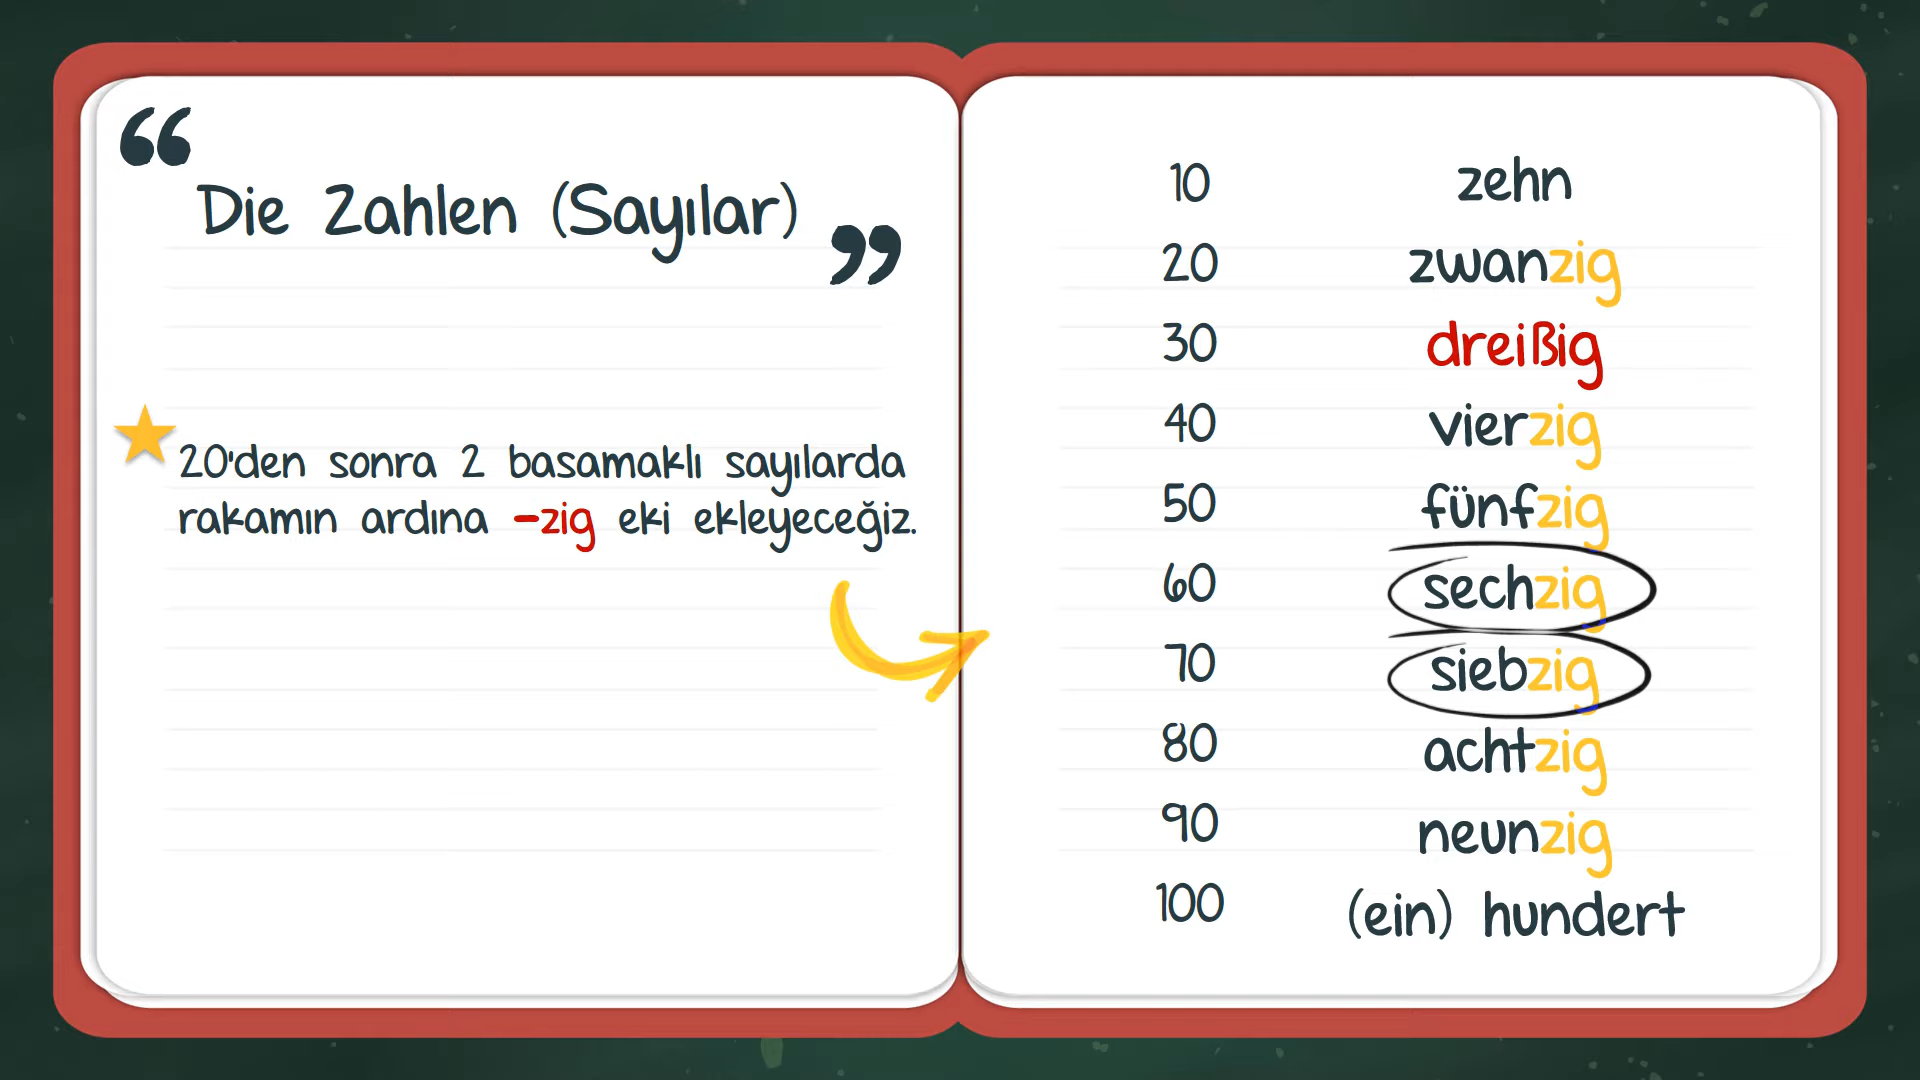 “
Die Zahlen (Sayılar)
”
20'den sonra 2 basamaklı sayılarda
rakamın ardına -zig eki ekleyeceğiz.
10 zehn
20 zwanzig
30 dreißig
40 vierzig
50 fünfzig
60 sechzig
70 siebzig
80 achtzig
90 neunzig
100 (ein) hundert